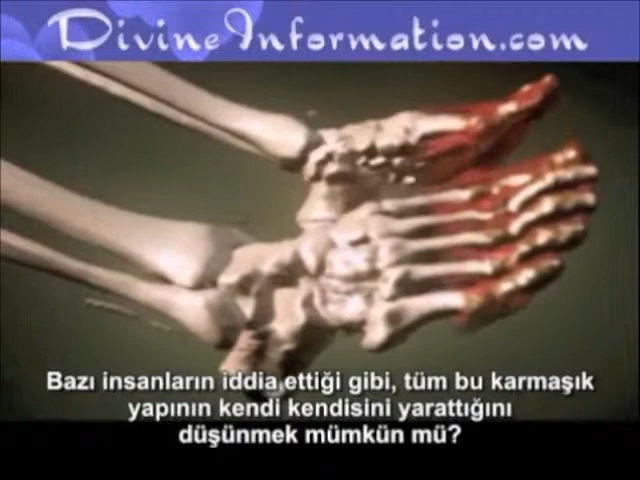 DivineInformation.com
Bazı insanların iddia ettiği gibi, tüm bu karmaşık
yapının kendi kendisini yarattığını
düşünmek mümkün mü?